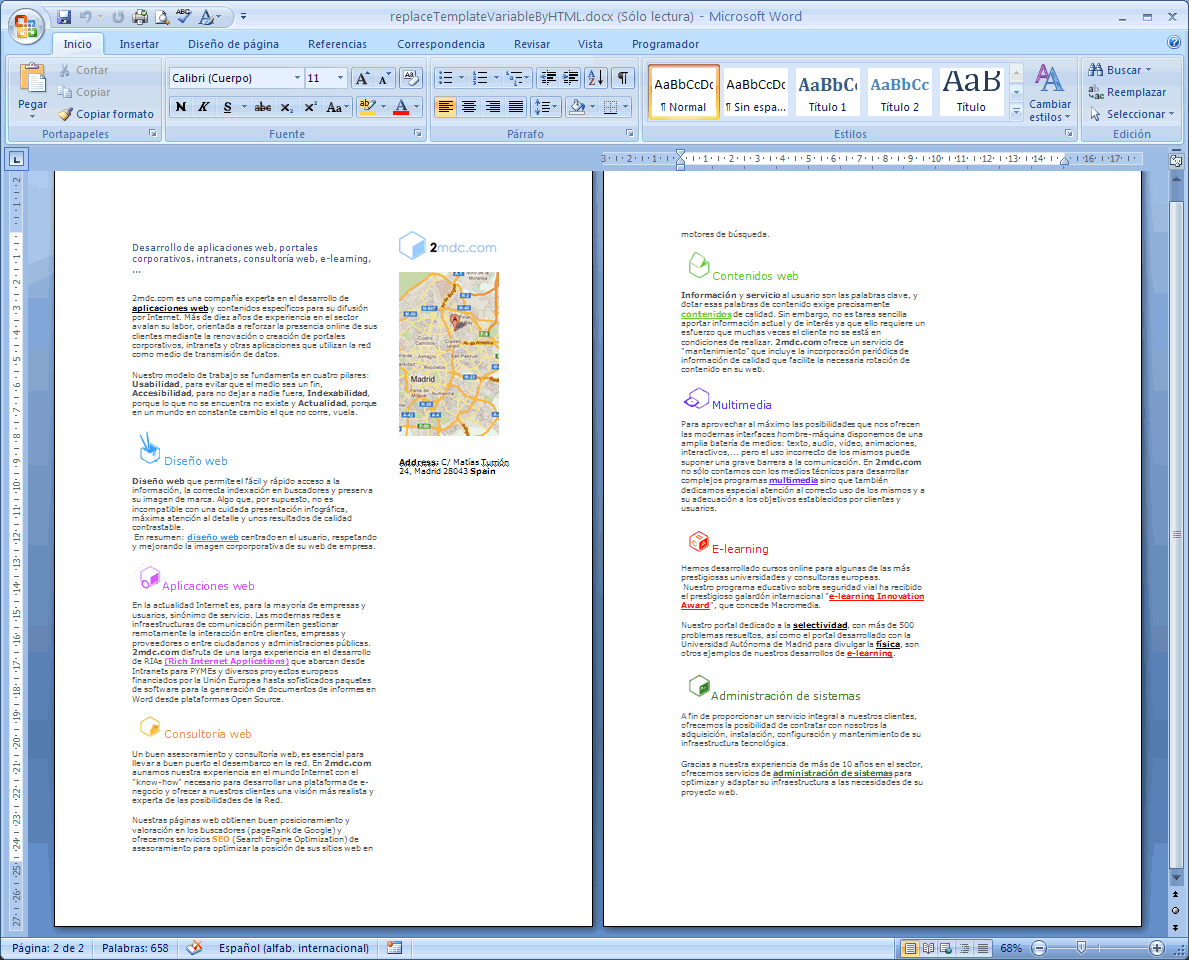 replaceTemplateVariableByHTML.docx (Sólo lectura) - Microsoft Word
Inicio Insertar Diseño de página Referencias Correspondencia Revisar Vista Programador
Pegar
Cortar
Copiar
Copiar formato
Portapapeles
Calibri (Cuerpo) 11
N K S abc x₂ x² Aa
Fuente
Párrafo
AaBbCcDc AaBbCcDc AaBbC AaBbCc AaB
¶ Normal ¶ Sin espa... Título 1 Título 2 Título
Cambiar
estilos
Estilos
Buscar
Reemplazar
Seleccionar
Edición
3 2 1 1 2 3 4 5 6 7 8 9 10 11 12 13 14 16 17
Desarrollo de aplicaciones web, portales
corporativos, intranets, consultoría web, e-learning,
...
2mdc.com
2mdc.com es una compañía experta en el desarrollo de
aplicaciones web y contenidos específicos para su difusión
por Internet. Más de diez años de experiencia en el sector
avalan su labor, orientada a reforzar la presencia online de sus
clientes mediante la renovación o creación de portales
corporativos, intranets y otras aplicaciones que utilizan la red
como medio de transmisión de datos.
Nuestro modelo de trabajo se fundamenta en cuatro pilares:
Usabilidad, para evitar que el medio sea un fin,
Accesibilidad, para no dejar a nadie fuera, Indexabilidad,
porque lo que no se encuentra no existe y Actualidad, porque
en un mundo en constante cambio el que no corre, vuela.
Madrid
Address: C/ Matías Turrión
24, Madrid 28043 Spain
Diseño web
Diseño web que permite el fácil y rápido acceso a la
información, la correcta indexación en buscadores y preserva
su imagen de marca. Algo que, por supuesto, no es
incompatible con una cuidada presentación infográfica,
máxima atención al detalle y unos resultados de calidad
contrastable.
En resumen: diseño web centrado en el usuario, respetando
y mejorando la imagen corporporativa de su web de empresa.
Aplicaciones web
En la actualidad Internet es, para la mayoría de empresas y
usuarios, sinónimo de servicio. Las modernas redes e
infraestructuras de comunicación permiten gestionar
remotamente la interacción entre clientes, empresas y
proveedores o entre ciudadanos y administraciones públicas.
2mdc.com disfruta de una larga experiencia en el desarrollo
de RIAs (Rich Internet Applications) que abarcan desde
Intranets para PYMEs y diversos proyectos europeos
financiados por la Unión Europea hasta sofisticados paquetes
de software para la generación de documentos de informes en
Word desde plataformas Open Source.
Consultoría web
Un buen asesoramiento y consultoría web, es esencial para
llevar a buen puerto el desembarco en la red. En 2mdc.com
aunamos nuestra experiencia en el mundo Internet con el
"know-how" necesario para desarrollar una plataforma de e-
negocio y ofrecer a nuestros clientes una visión más realista y
experta de las posibilidades de la Red.
Nuestras páginas web obtienen buen posicionamiento y
valoración en los buscadores (pageRank de Google) y
ofrecemos servicios SEO (Search Engine Optimization) de
asesoramiento para optimizar la posición de sus sitios web en
motores de búsqueda.
Contenidos web
Información y servicio al usuario son las palabras clave, y
dotar esas palabras de contenido exige precisamente
contenidos de calidad. Sin embargo, no es tarea sencilla
aportar información actual y de interés ya que ello requiere un
esfuerzo que muchas veces el cliente no se está en
condiciones de realizar. 2mdc.com ofrece un servicio de
"mantenimiento" que incluye la incorporación periódica de
información de calidad que facilite la necesaria rotación de
contenido en su web.
Multimedia
Para aprovechar al máximo las posibilidades que nos ofrecen
las modernas interfaces hombre-máquina disponemos de una
amplia batería de medios: texto, audio, vídeo, animaciones,
interactivos,... pero el uso incorrecto de los mismos puede
suponer una grave barrera a la comunicación. En 2mdc.com
no sólo contamos con los medios técnicos para desarrollar
complejos programas multimedia sino que también
dedicamos especial atención al correcto uso de los mismos y a
su adecuación a los objetivos establecidos por clientes y
usuarios.
E-learning
Hemos desarrollado cursos online para algunas de las más
prestigiosas universidades y consultoras europeas.
Nuestro programa educativo sobre seguridad vial ha recibido
el prestigioso galardón internacional "e-learning Innovation
Award", que concede Macromedia.
Nuestro portal dedicado a la selectividad, con más de 500
problemas resueltos, así como el portal desarrollado con la
Universidad Autónoma de Madrid para divulgar la física, son
otros ejemplos de nuestros desarrollos de e-learning.
Administración de sistemas
A fin de proporcionar un servicio integral a nuestros clientes,
ofrecemos la posibilidad de contratar con nosotros la
adquisición, instalación, configuración y mantenimiento de su
infraestructura tecnológica.
Gracias a nuestra experiencia de más de 10 años en el sector,
ofrecemos servicios de administración de sistemas para
optimizar y adaptar su infraestructura a las necesidades de su
proyecto web.
Página: 2 de 2 Palabras: 658 Español (alfab. internacional) 68%